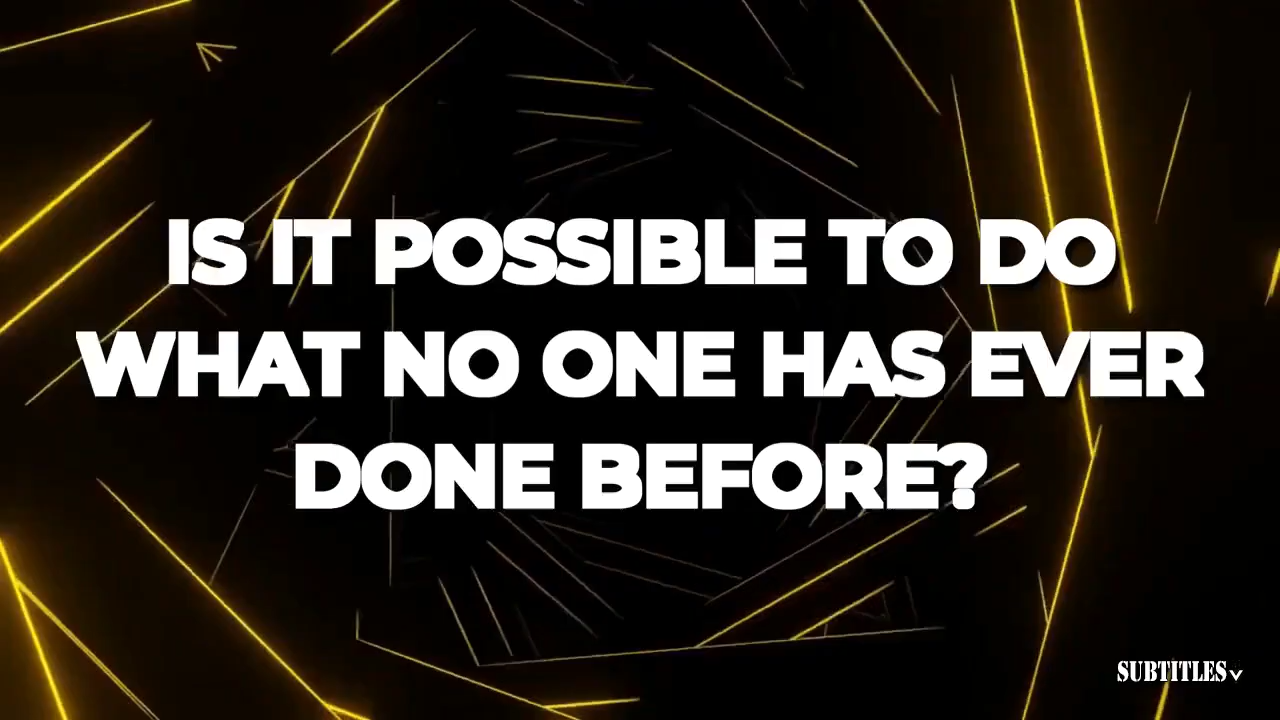 IS IT POSSIBLE TO DO
WHAT NO ONE HAS EVER
DONE BEFORE?
SUBTITLES